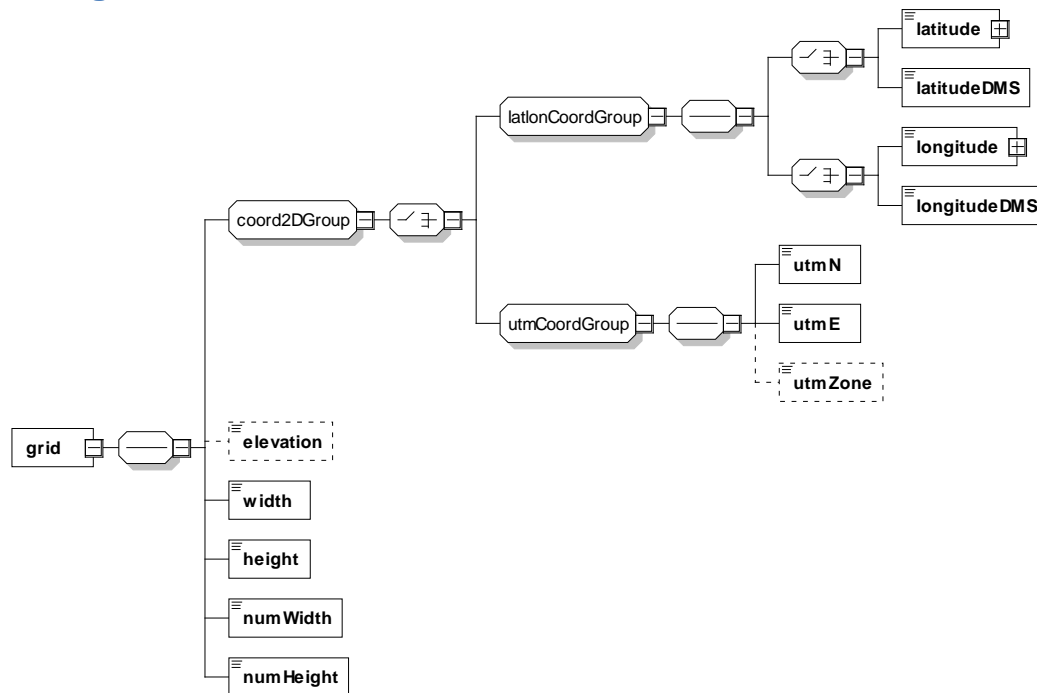 latitude
latitudeDMS
latlonCoordGroup
longitude
longitudeDMS
coord2DGroup
utmN
utmCoordGroup
utmE
utmZone
grid
elevation
width
height
numWidth
numHeight